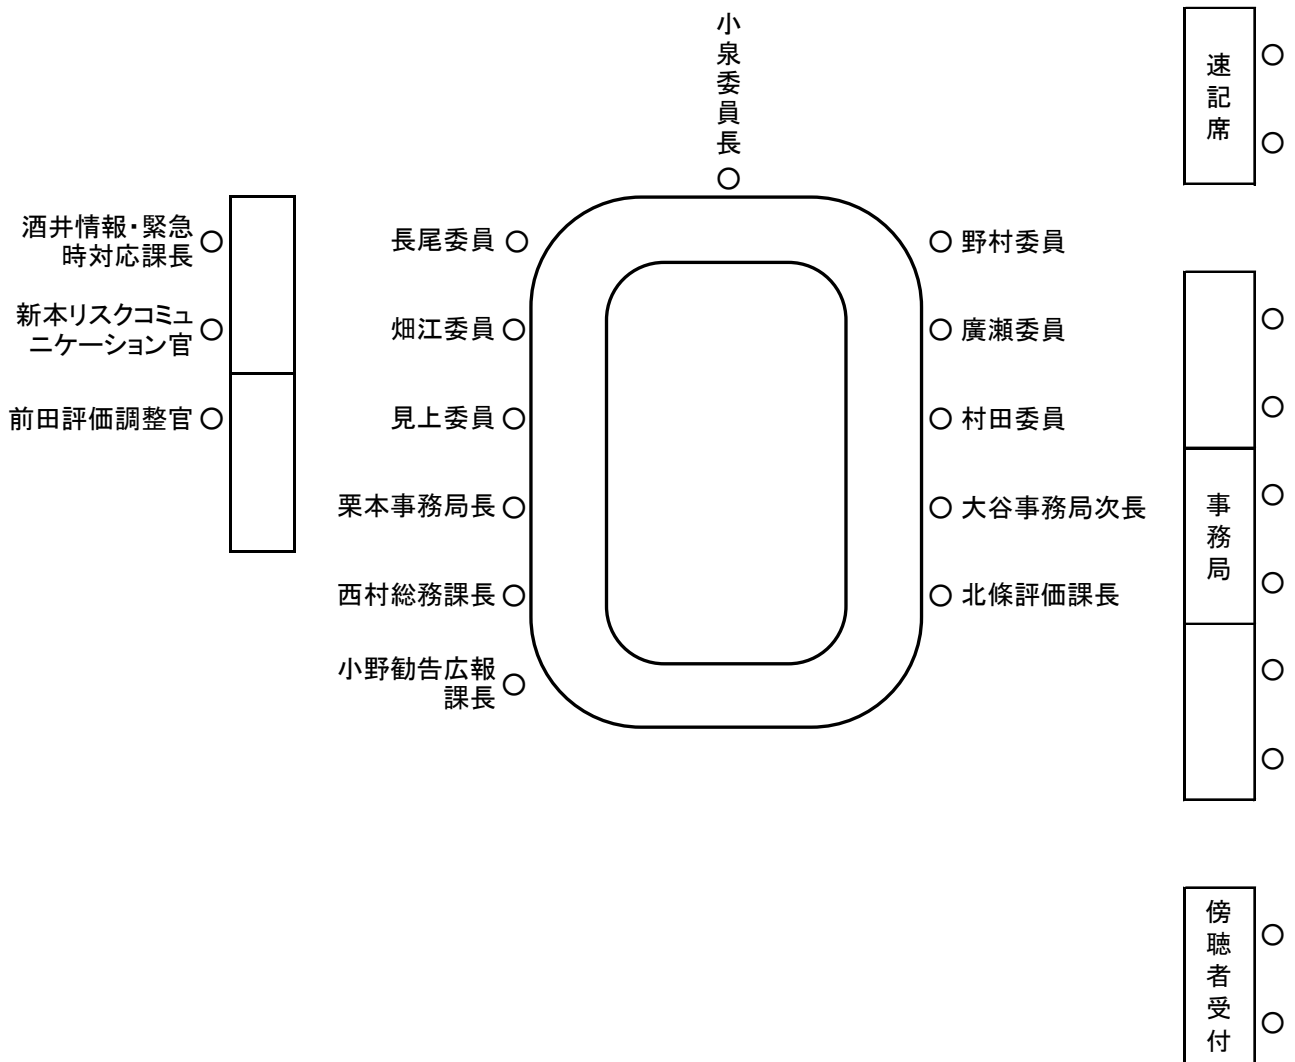 小泉委員長
速記席
酒井情報・緊急
時対応課長
新本リスクコミュ
ニケーション官
前田評価調整官
長尾委員
畑江委員
見上委員
栗本事務局長
西村総務課長
小野勧告広報
課長
野村委員
廣瀬委員
村田委員
大谷事務局次長
北條評価課長
事務局
傍聴者受付